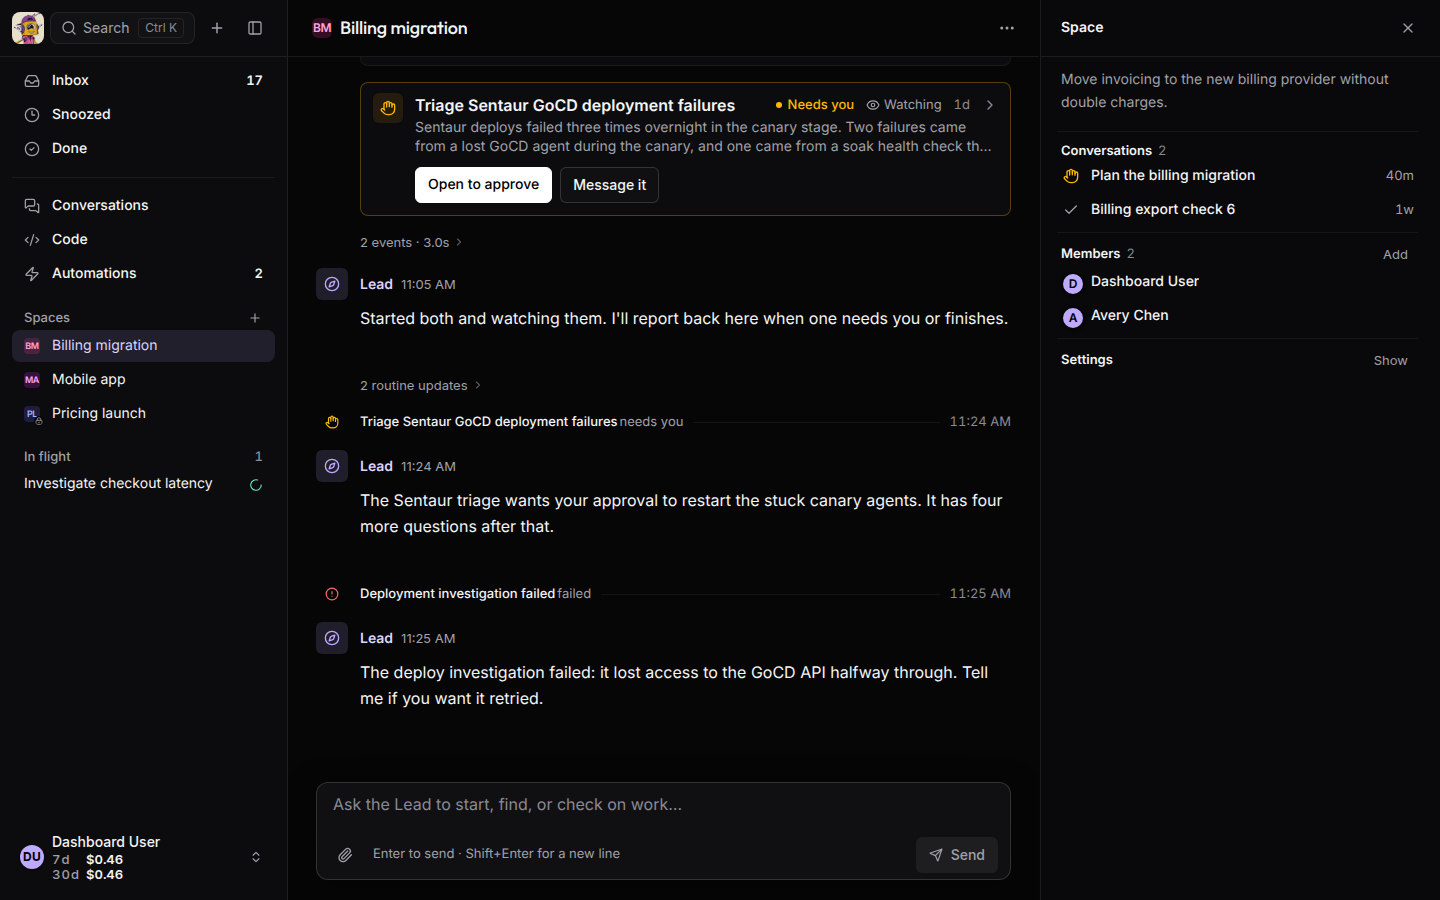 Search Ctrl K
Inbox 17
Snoozed
Done
Conversations
Code
Automations 2
Spaces
BM Billing migration
MA Mobile app
PL Pricing launch
In flight 1
Investigate checkout latency
DU Dashboard User
7d $0.46
30d $0.46
BM Billing migration
Triage Sentaur GoCD deployment failures Needs you Watching 1d
Sentaur deploys failed three times overnight in the canary stage. Two failures came
from a lost GoCD agent during the canary, and one came from a soak health check th...
Open to approve Message it
2 events · 3.0s
Lead 11:05 AM
Started both and watching them. I'll report back here when one needs you or finishes.
2 routine updates
Triage Sentaur GoCD deployment failures needs you 11:24 AM
Lead 11:24 AM
The Sentaur triage wants your approval to restart the stuck canary agents. It has four
more questions after that.
Deployment investigation failed failed 11:25 AM
Lead 11:25 AM
The deploy investigation failed: it lost access to the GoCD API halfway through. Tell
me if you want it retried.
Ask the Lead to start, find, or check on work...
Enter to send · Shift+Enter for a new line Send
Space
Move invoicing to the new billing provider without
double charges.
Conversations 2
Plan the billing migration 40m
Billing export check 6 1w
Members 2 Add
D Dashboard User
A Avery Chen
Settings Show